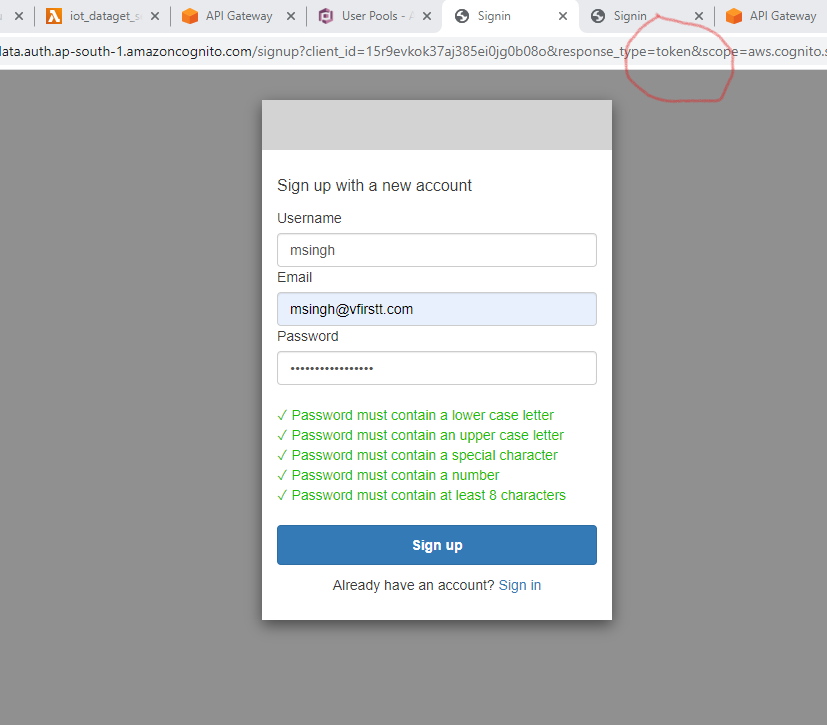 iot_dataget_s
API Gateway
User Pools -
Signin
Signin
API Gateway
data.auth.ap-south-1.amazoncognito.com/signup?client_id=15r9evkok37aj385ei0jg0b08o&response_type=token&scope=aws.cognito.s
Sign up with a new account
Username
msingh
Email
msingh@vfirstt.com
Password
•••••••••••••••••
✓ Password must contain a lower case letter
✓ Password must contain an upper case letter
✓ Password must contain a special character
✓ Password must contain a number
✓ Password must contain at least 8 characters
Sign up
Already have an account? Sign in